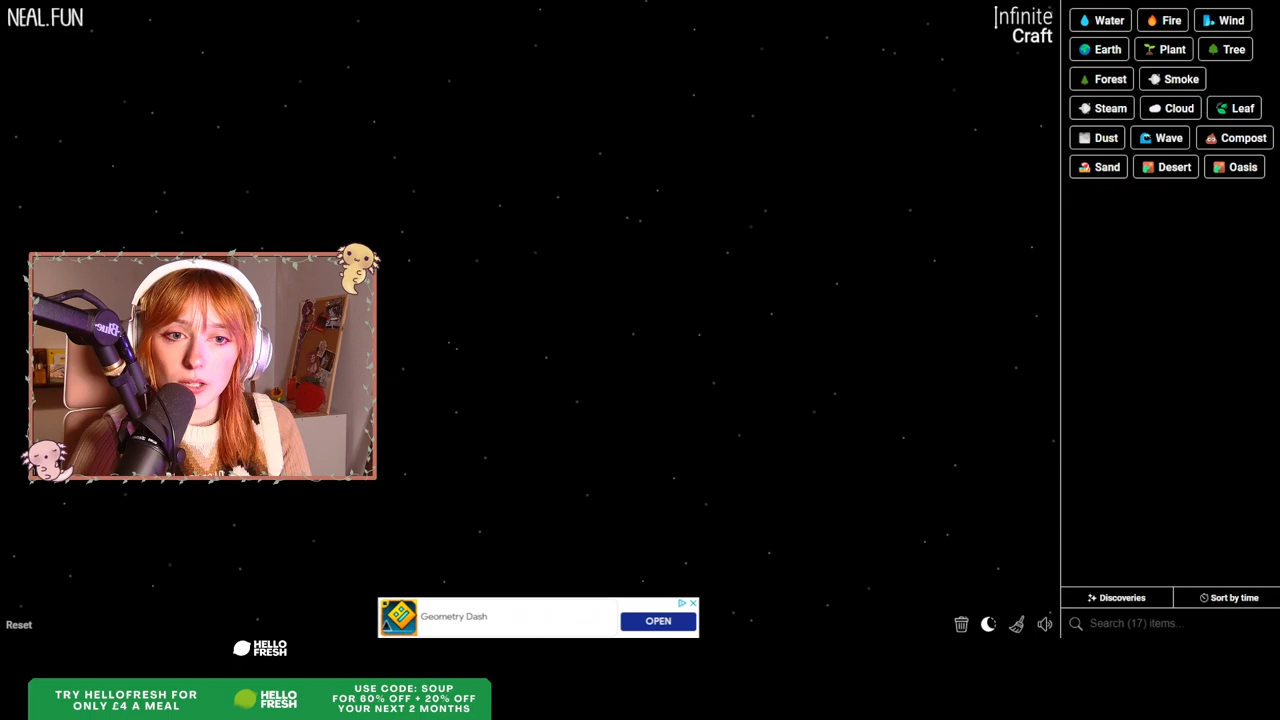 NEAL.FUN
Infinite
Craft
Water
Fire
Wind
Earth
Plant
Tree
Forest
Smoke
Steam
Cloud
Leaf
Dust
Wave
Compost
Sand
Desert
Oasis
Blue
Geometry Dash
OPEN
Discoveries
Sort by time
Reset
Search (17) items...
HELLO
FRESH
TRY HELLOFRESH FOR
ONLY £4 A MEAL
HELLO
FRESH
USE CODE: SOUP
FOR 60% OFF + 20% OFF
YOUR NEXT 2 MONTHS